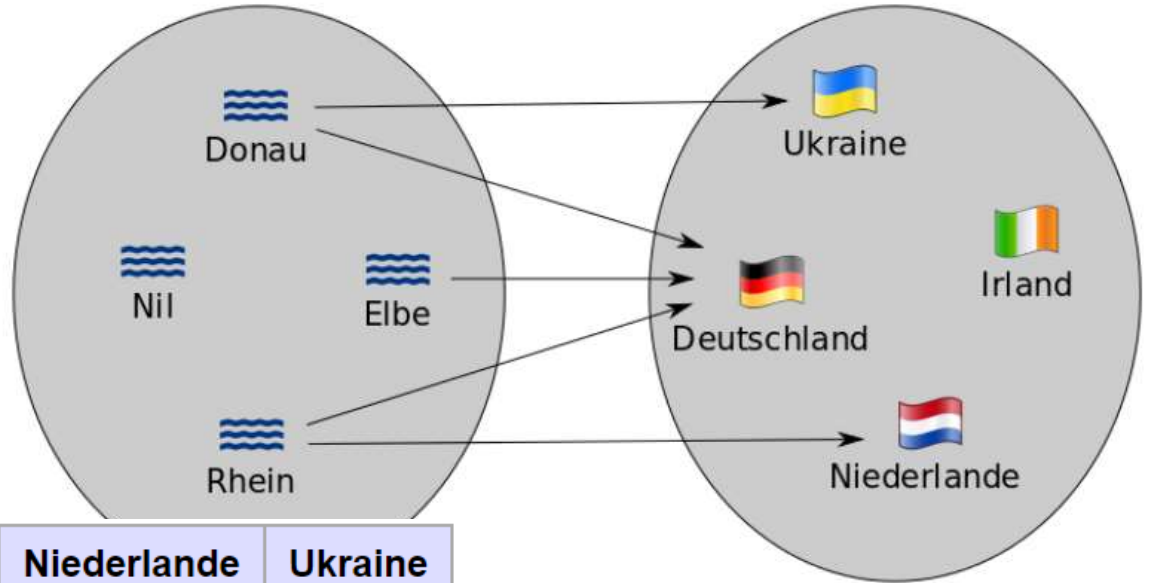 Donau
Nil
Elbe
Rhein
Ukraine
Irland
Deutschland
Niederlande
Niederlande Ukraine